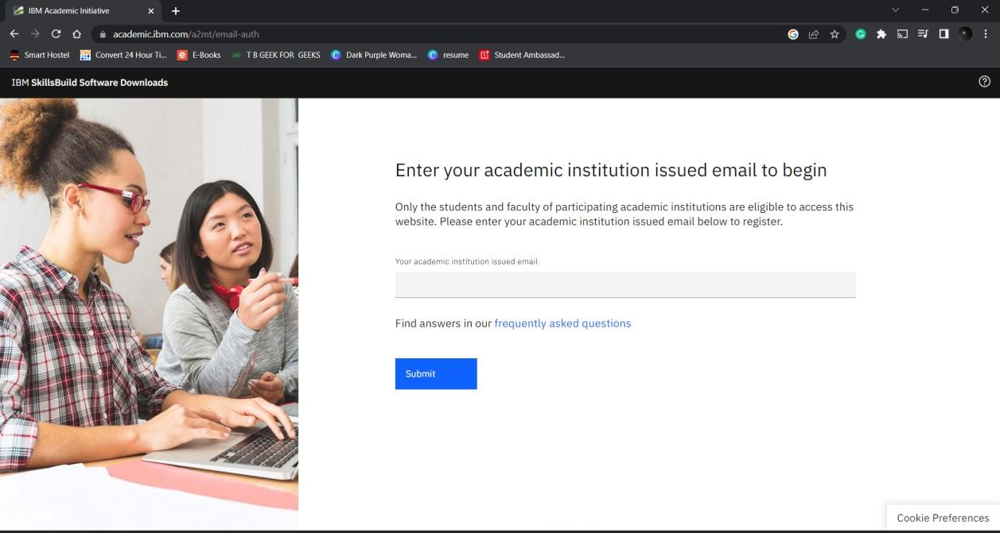 IBM Academic Initiative
academic.ibm.com/a2mt/email-auth
Smart Hostel
Convert 24 Hour Ti...
E-Books
T B GEEK FOR GEEKS
Dark Purple Woma...
resume
Student Ambassad...
IBM SkillsBuild Software Downloads
Enter your academic institution issued email to begin
Only the students and faculty of participating academic institutions are eligible to access this
website. Please enter your academic institution issued email below to register.
Your academic institution issued email
Find answers in our frequently asked questions
Submit
Cookie Preferences